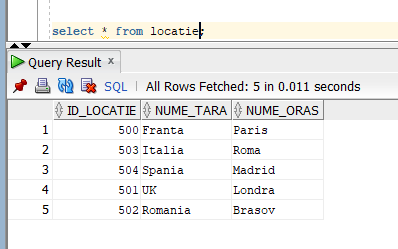 select * from locatie;
Query Result x
SQL | All Rows Fetched: 5 in 0.011 seconds
ID_LOCATIE NUME_TARA NUME_ORAS
1 500 Franta Paris
2 503 Italia Roma
3 504 Spania Madrid
4 501 UK Londra
5 502 Romania Brasov